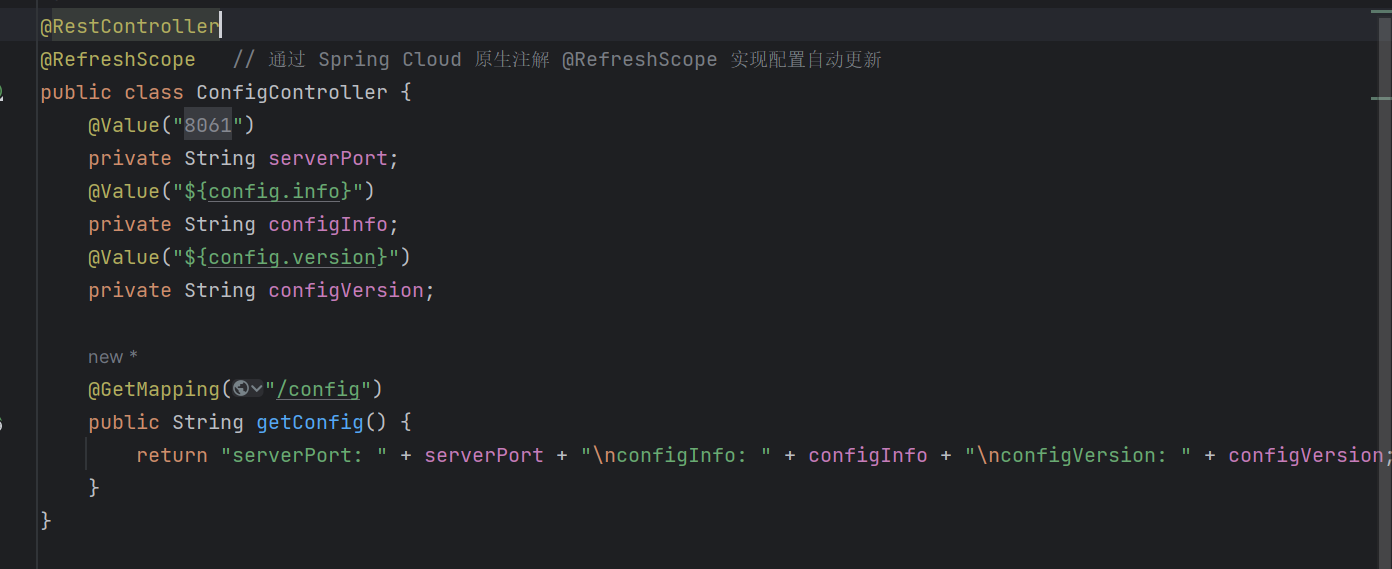 @RestController
@RefreshScope   // 通过 Spring Cloud 原生注解 @RefreshScope 实现配置自动更新
public class ConfigController {
    @Value("8061")
    private String serverPort;
    @Value("${config.info}")
    private String configInfo;
    @Value("${config.version}")
    private String configVersion;
    new *
    @GetMapping("/config")
    public String getConfig() {
        return "serverPort: " + serverPort + "\nconfigInfo: " + configInfo + "\nconfigVersion: " + configVersion;
    }
}